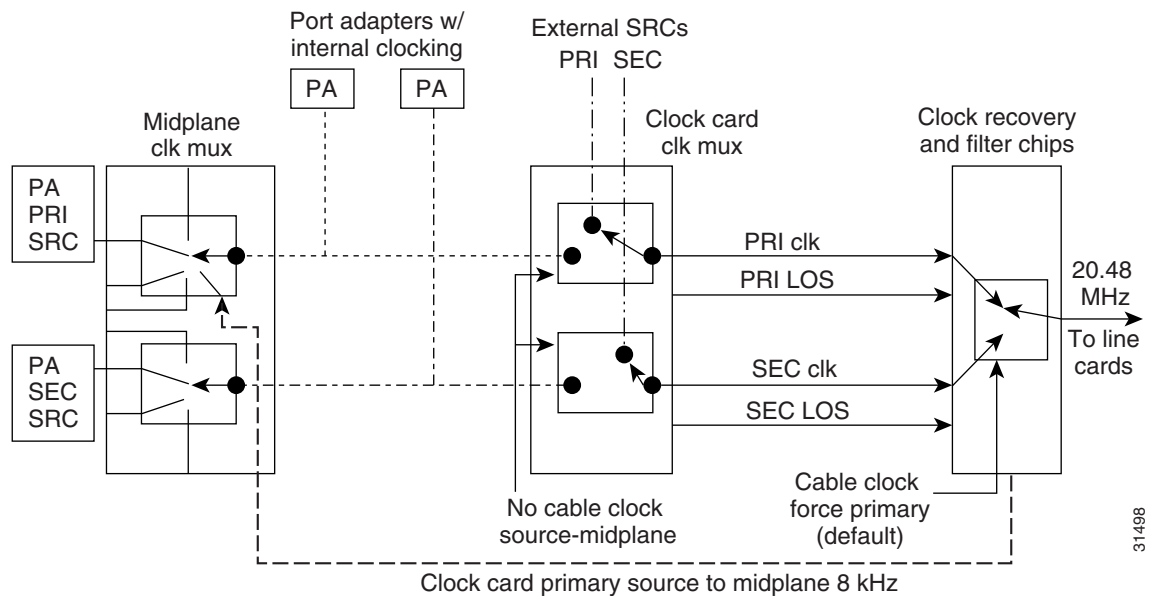 Port adapters w/
internal clocking
PA
PA
External SRCs
PRI SEC
Midplane
clk mux
Clock card
clk mux
Clock recovery
and filter chips
PA
PRI
SRC
PA
SEC
SRC
PRI clk
PRI LOS
SEC clk
SEC LOS
20.48
MHz
To line
cards
No cable clock
source-midplane
Cable clock
force primary
(default)
Clock card primary source to midplane 8 kHz
31498